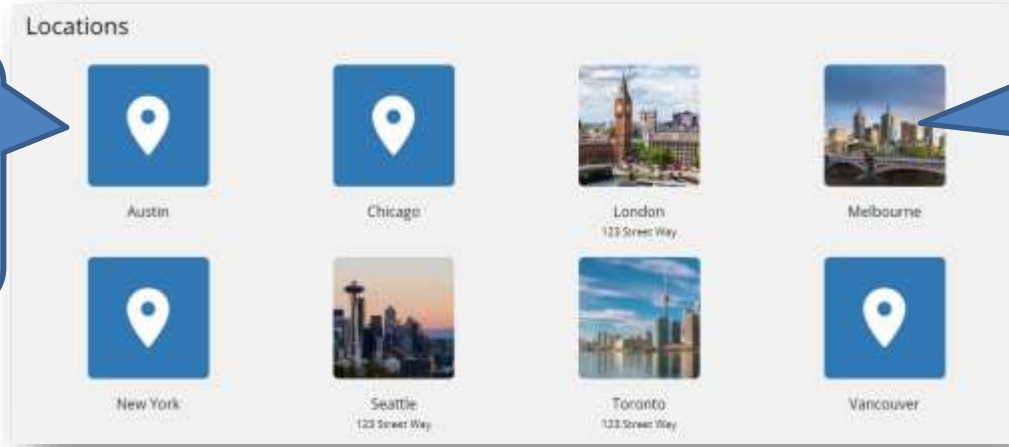 Locations
Austin
Chicago
London
123 Street Way
Melbourne
New York
Seattle
123 Street Way
Toronto
123 Street Way
Vancouver